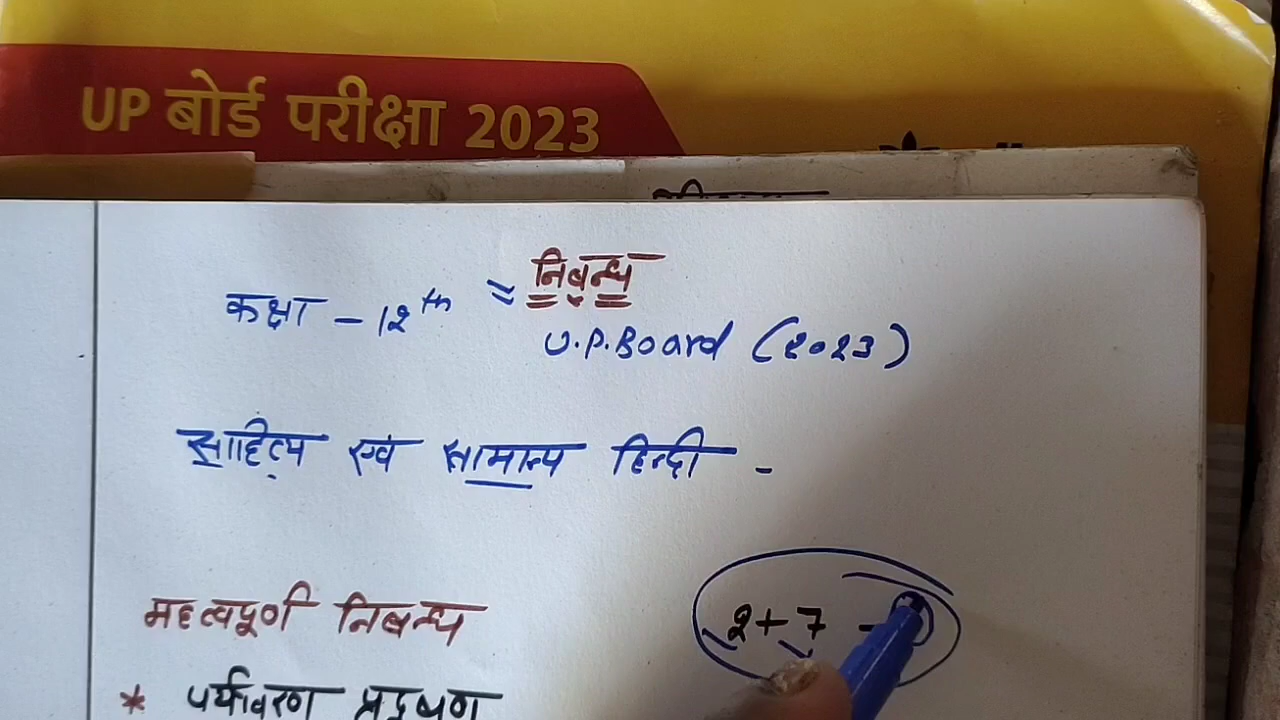 UP बोर्ड परीक्षा 2023
कक्षा - 12th = निबन्ध
U.P.Board (2023)
साहित्य एवं सामान्य हिन्दी -
महत्वपूर्ण निबन्ध
2+7
* पर्यावरण प्रदूषण